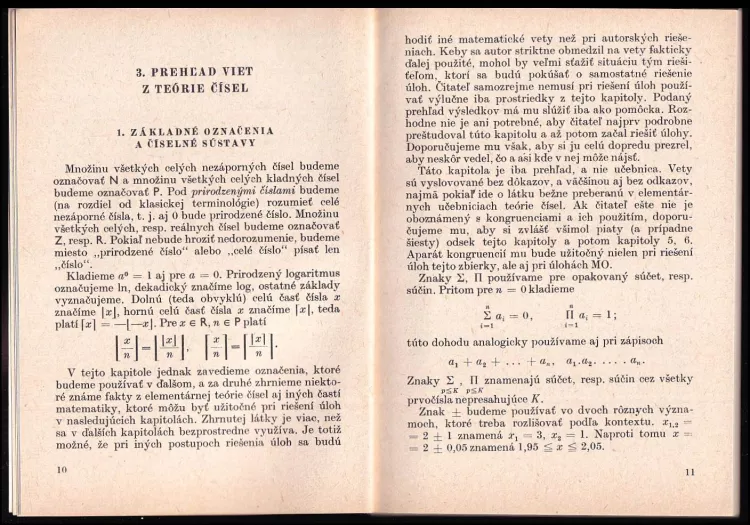 3. PREHĽAD VIET
Z TEÓRIE ČÍSEL
1. ZÁKLADNÉ OZNAČENIA
A ČÍSELNÉ SÚSTAVY
Množinu všetkých celých nezáporných čísel budeme
označovať N a množinu všetkých celých kladných čísel
budeme označovať P. Pod prirodzenými číslami budeme
(na rozdiel od klasickej terminológie) rozumieť celé
nezáporné čísla, t. j. aj 0 bude prirodzené číslo. Množinu
všetkých celých, resp. reálnych čísel budeme označovať
Z, resp. R. Pokiaľ nebude hroziť nedorozumenie, budeme
miesto „prirodzené číslo“ alebo „celé číslo“ písať len
„číslo“.
Kladieme aº = 1 aj pre a = 0. Prirodzený logaritmus
označujeme ln, dekadický značíme log, ostatné základy
vyznačujeme. Dolnú (teda obvyklú) celú časť čísla x
značíme ⌊x⌋, hornú celú časť čísla x značíme ⌈x⌉, teda
platí ⌈x⌉ = —⌊—x⌋. Pre x ∈ R, n ∈ P platí
⌊x/n⌋ = ⌊⌊x⌋/n⌋, ⌈x/n⌉ = ⌈⌈x⌉/n⌉.
V tejto kapitole jednak zavedieme označenia, ktoré
budeme používať v ďalšom, a za druhé zhrnieme niekto-
ré známe fakty z elementárnej teórie čísel aj iných častí
matematiky, ktoré môžu byť užitočné pri riešení úloh
v nasledujúcich kapitolách. Zhrnutej látky je viac, než
sa v ďalších kapitolách bezprostredne využíva. Je totiž
možné, že pri iných postupoch riešenia úloh sa budú
10
hodiť iné matematické vety než pri autorských rieše-
niach. Keby sa autor striktne obmedzil na vety fakticky
ďalej použité, mohol by veľmi sťažiť situáciu tým rieši-
teľom, ktorí sa budú pokúšať o samostatné riešenie
úloh. Čitateľ samozrejme nemusí pri riešení úloh použí-
vať výlučne iba prostriedky z tejto kapitoly. Podaný
prehľad výsledkov má mu slúžiť iba ako pomôcka. Roz-
hodne nie je ani potrebné, aby čitateľ najprv podrobne
preštudoval túto kapitolu a až potom začal riešiť úlohy.
Doporučujeme mu však, aby si ju celú dopredu prezrel,
aby neskôr vedel, čo a asi kde v nej môže nájsť.
Táto kapitola je iba prehľad, a nie učebnica. Vety
sú vyslovované bez dôkazov, a väčšinou aj bez odkazov,
najmä pokiaľ ide o látku bežne preberanú v elementár-
nych učebniciach teórie čísel. Ak čitateľ ešte nie je
oboznámený s kongruenciami a ich použitím, doporu-
čujeme mu, aby si zvlášť všimol piaty (a prípadne
šiesty) odsek tejto kapitoly a potom kapitoly 5, 6.
Aparát kongruencií mu bude užitočný nielen pri riešení
úloh tejto zbierky, ale aj pri úlohách MO.
Znaky Σ, Π používame pre opakovaný súčet, resp.
súčin. Pritom pre n = 0 kladieme
n Σ i=1 aᵢ = 0, n Π i=1 aᵢ = 1;
túto dohodu analogicky používame aj pri zápisoch
a₁ + a₂ + ... + aₙ, a₁.a₂. ..... aₙ.
Znaky Σ p≦K, Π p≦K znamenajú súčet, resp. súčin cez všetky
prvočísla nepresahujúce K.
Znak ± budeme používať vo dvoch rôznych význa-
moch, ktoré treba rozlišovať podľa kontextu. x₁,₂ =
= 2 ± 1 znamená x₁ = 3, x₂ = 1. Naproti tomu x =
= 2 ± 0,05 znamená 1,95 ≦ x ≦ 2,05.
11